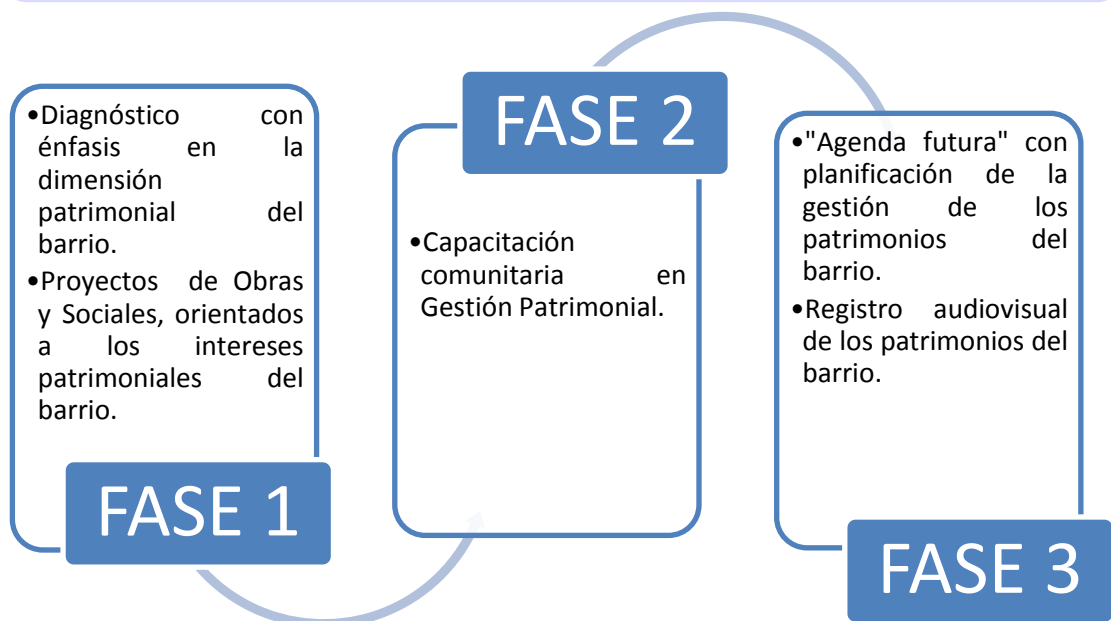 •Diagnóstico con
énfasis en la
dimensión
patrimonial del
barrio.
•Proyectos de Obras
y Sociales, orientados
a los intereses
patrimoniales del
barrio.
FASE 1
FASE 2
•Capacitación
comunitaria en
Gestión Patrimonial.
•"Agenda futura" con
planificación de la
gestión de los
patrimonios del
barrio.
•Registro audiovisual
de los patrimonios del
barrio.
FASE 3